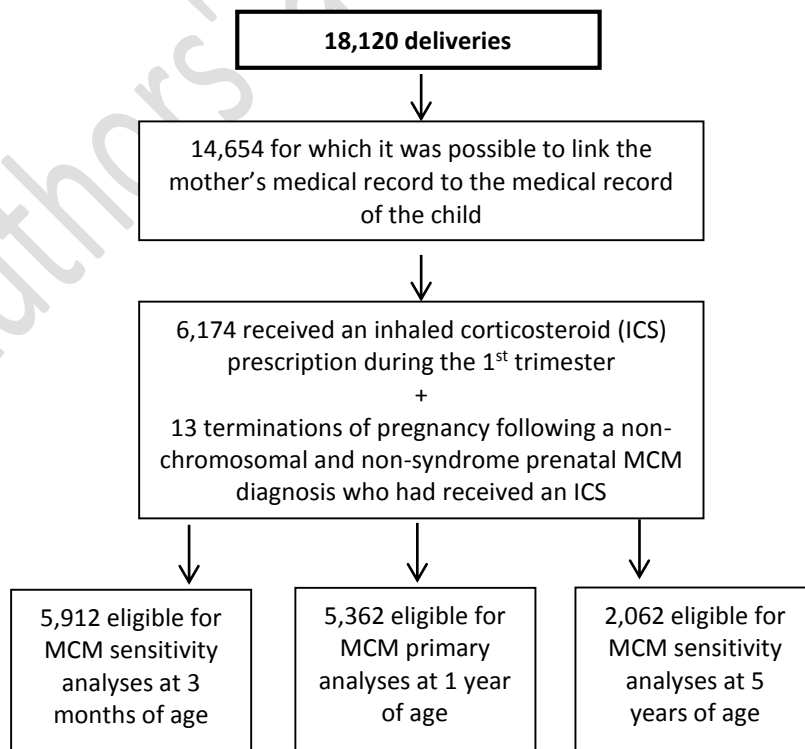 18,120 deliveries
14,654 for which it was possible to link the
mother's medical record to the medical record
of the child
6,174 received an inhaled corticosteroid (ICS)
prescription during the 1st trimester
+
13 terminations of pregnancy following a non-
chromosomal and non-syndrome prenatal MCM
diagnosis who had received an ICS
5,912 eligible for
MCM sensitivity
analyses at 3
months of age
5,362 eligible for
MCM primary
analyses at 1 year
of age
2,062 eligible for
MCM sensitivity
analyses at 5
years of age